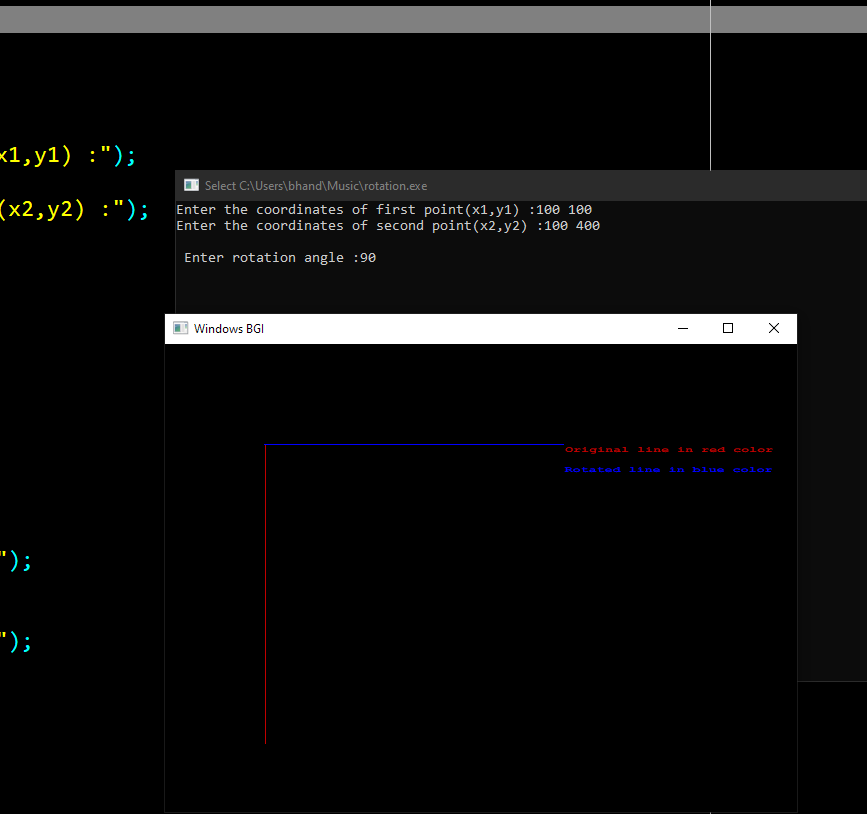 x1,y1) :");
(x2,y2) :");
Select C:\Users\bhand\Music\rotation.exe
Enter the coordinates of first point(x1,y1) :100 100
Enter the coordinates of second point(x2,y2) :100 400
Enter rotation angle :90
Windows BGI
Original line in red color
Rotated line in blue color
");
");